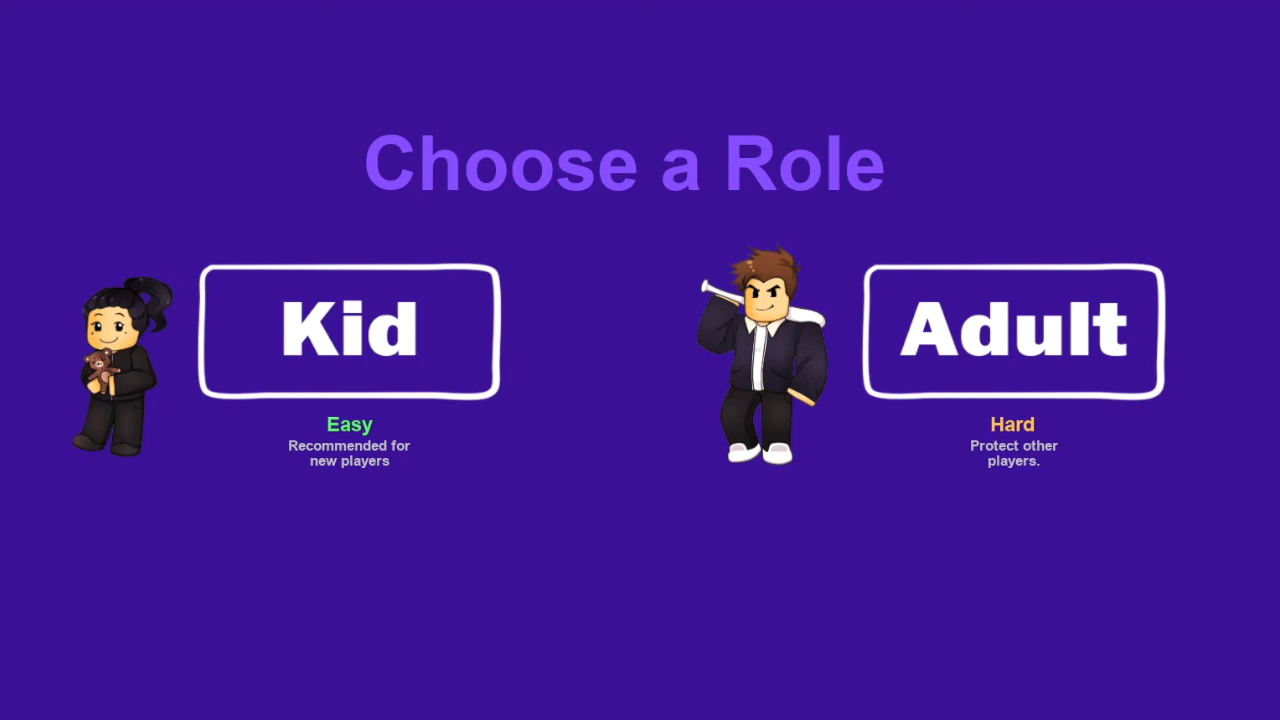 Choose a Role
Kid
Easy
Recommended for
new players
Adult
Hard
Protect other
players.